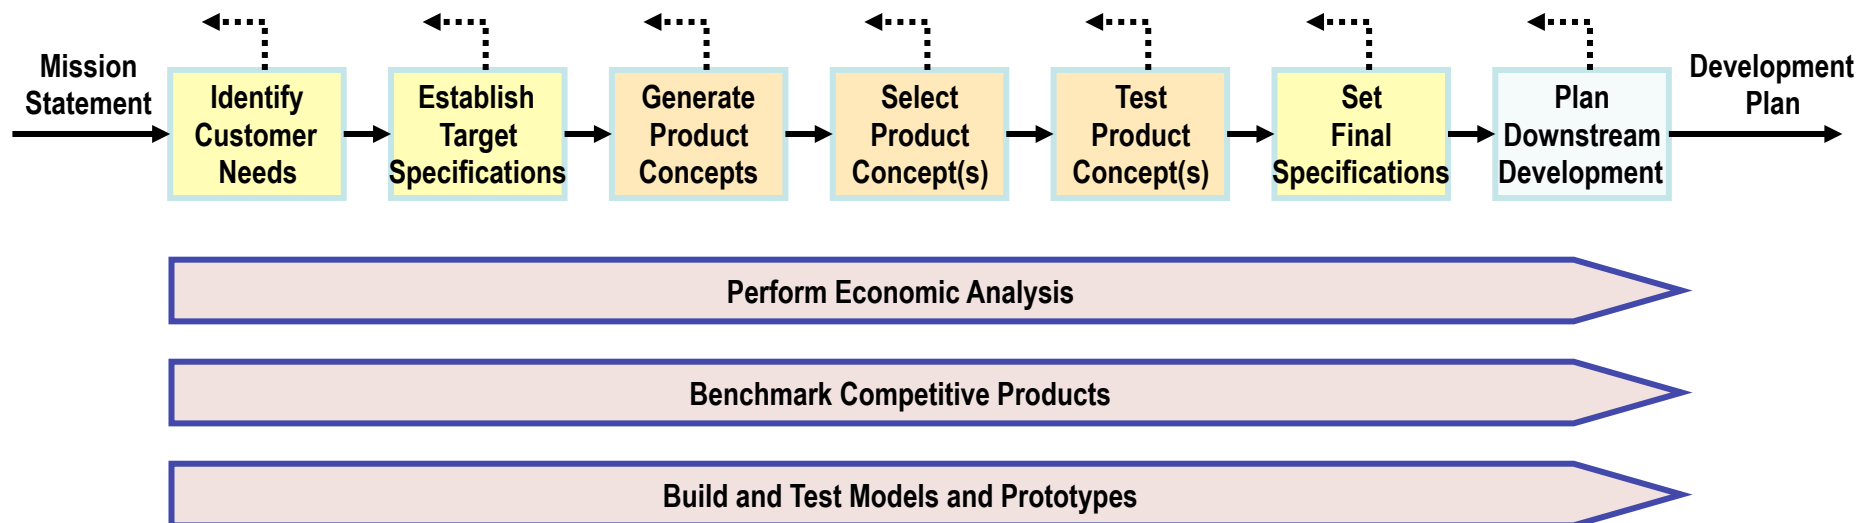 Mission
Statement
Identify
Customer
Needs
Establish
Target
Specifications
Generate
Product
Concepts
Select
Product
Concept(s)
Test
Product
Concept(s)
Set
Final
Specifications
Plan
Downstream
Development
Development
Plan
Perform Economic Analysis
Benchmark Competitive Products
Build and Test Models and Prototypes